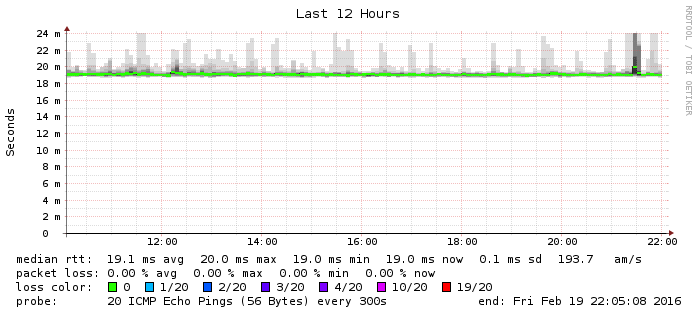 Last 12 Hours
RRDTOOL / TOBI OETIKER
Seconds
24 m
22 m
20 m
18 m
16 m
14 m
12 m
10 m
8 m
6 m
4 m
2 m
0
12:00 14:00 16:00 18:00 20:00 22:00
median rtt: 19.1 ms avg 20.0 ms max 19.0 ms min 19.0 ms now 0.1 ms sd 193.7 am/s
packet loss: 0.00 % avg 0.00 % max 0.00 % min 0.00 % now
loss color: 0 1/20 2/20 3/20 4/20 10/20 19/20
probe: 20 ICMP Echo Pings (56 Bytes) every 300s end: Fri Feb 19 22:05:08 2016